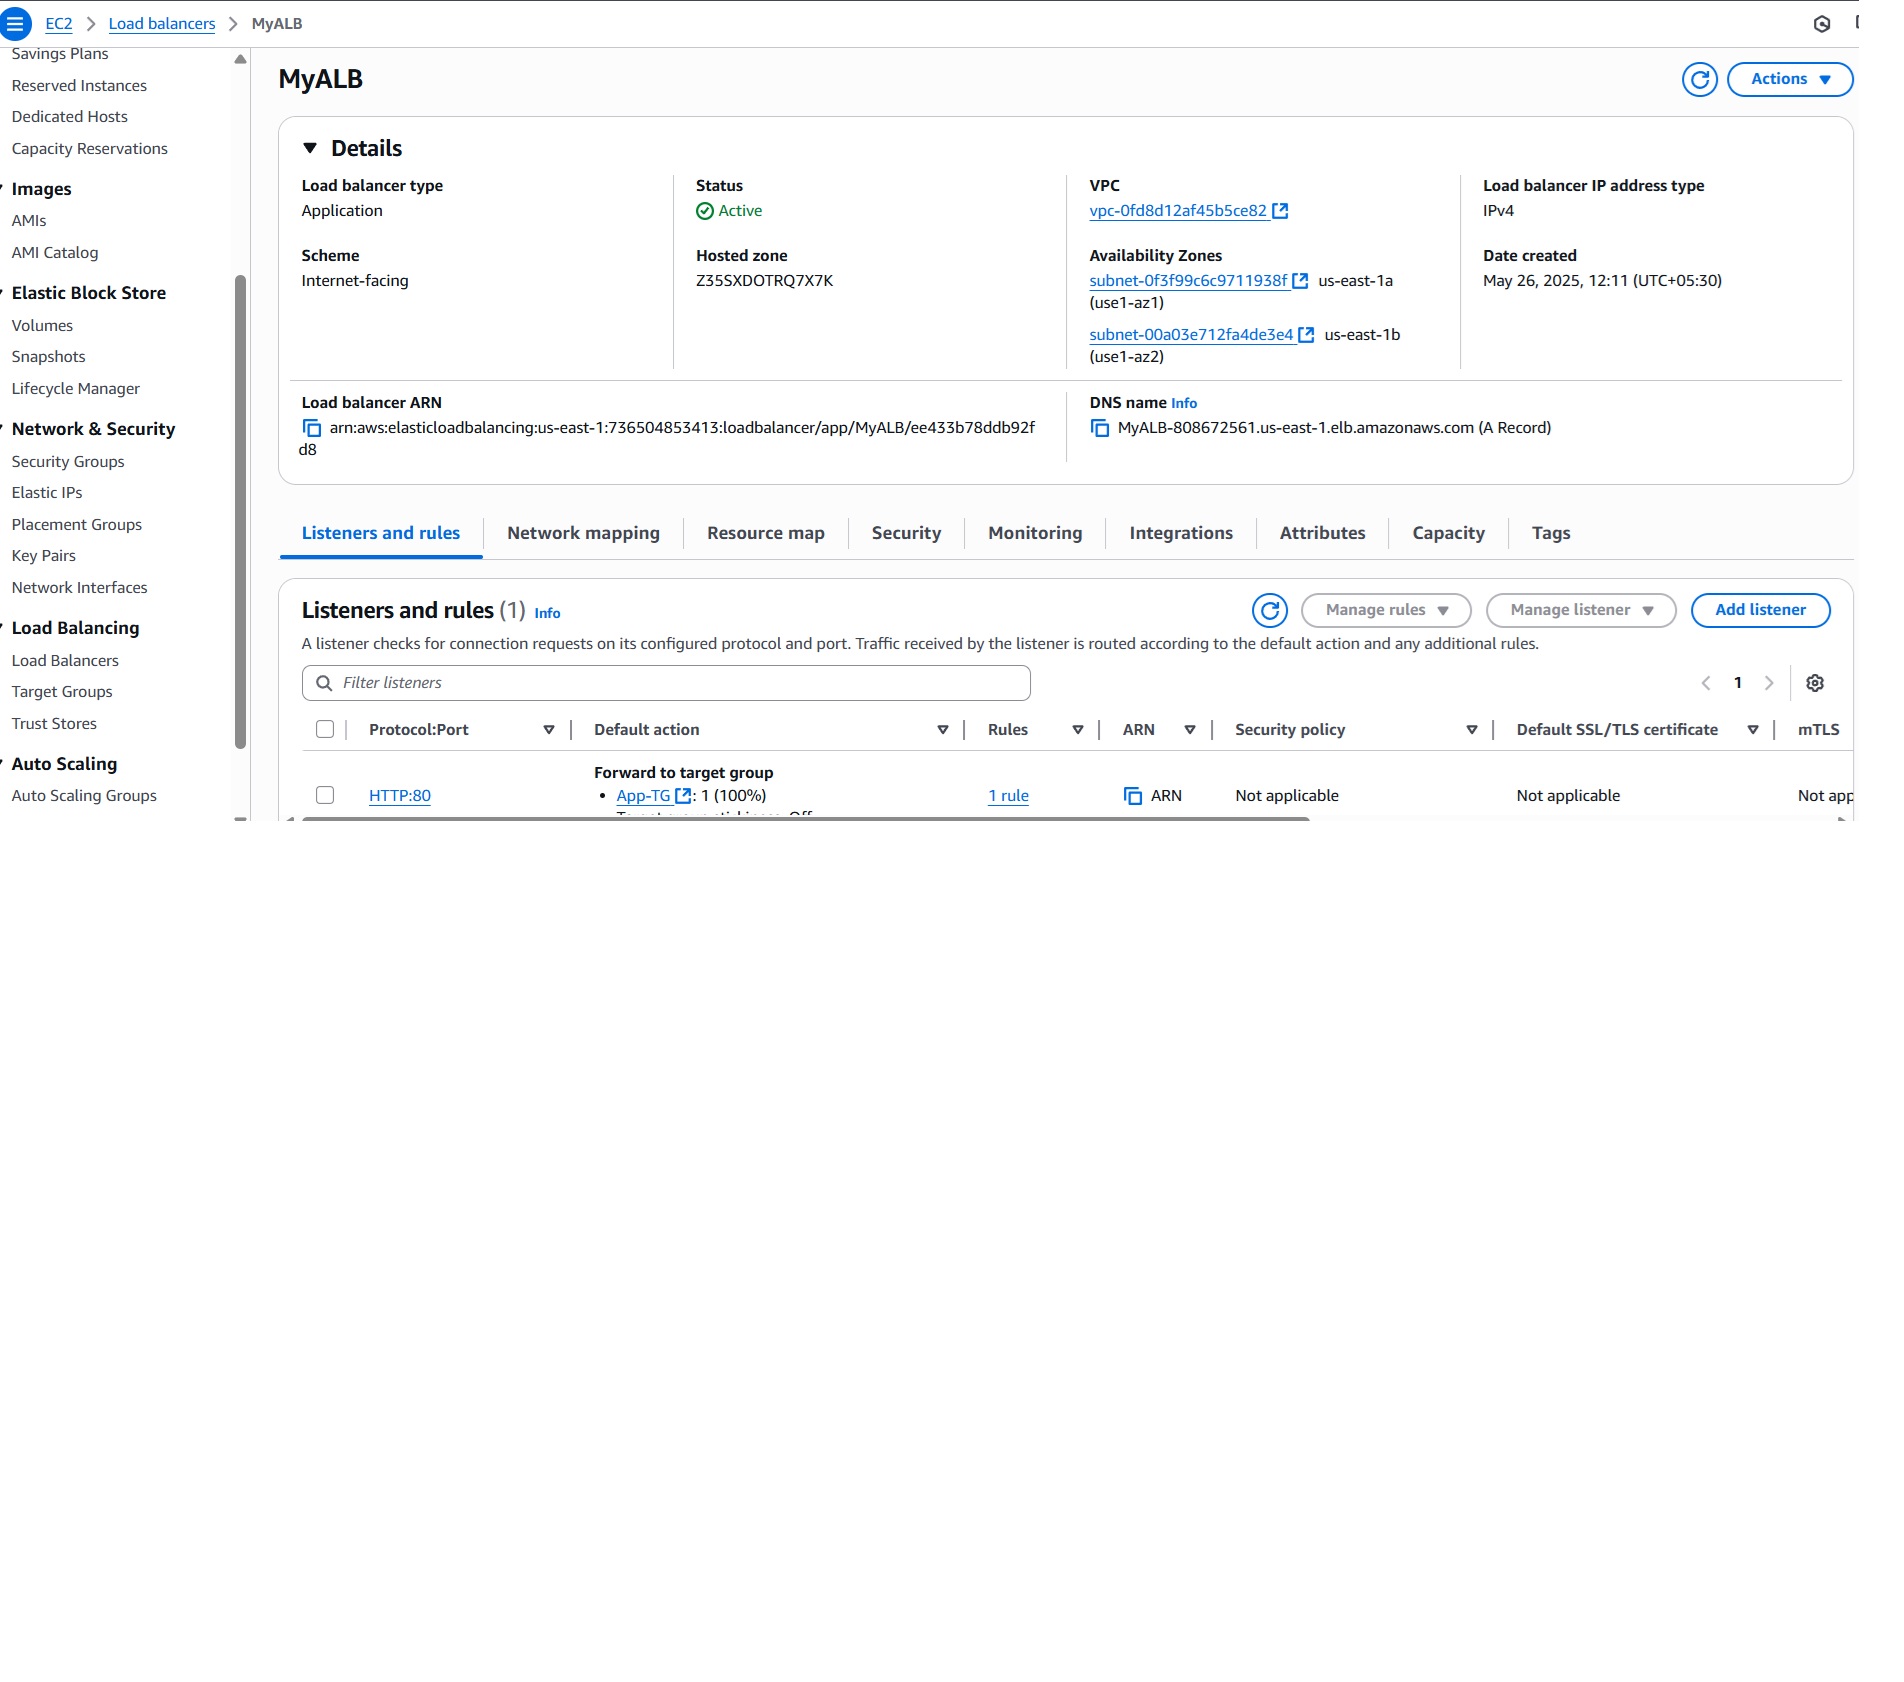 EC2 > Load balancers > MyALB
Savings Plans
Reserved Instances
Dedicated Hosts
Capacity Reservations
Images
AMIs
AMI Catalog
Elastic Block Store
Volumes
Snapshots
Lifecycle Manager
Network & Security
Security Groups
Elastic IPs
Placement Groups
Key Pairs
Network Interfaces
Load Balancing
Load Balancers
Target Groups
Trust Stores
Auto Scaling
Auto Scaling Groups
MyALB
Actions
Details
Load balancer type
Application
Status
Active
VPC
vpc-0fd8d12af45b5ce82
Load balancer IP address type
IPv4
Scheme
Internet-facing
Hosted zone
Z35SXDOTRQ7X7K
Availability Zones
subnet-0f3f99c6c9711938f us-east-1a
(use1-az1)
subnet-00a03e712fa4de3e4 us-east-1b
(use1-az2)
Date created
May 26, 2025, 12:11 (UTC+05:30)
Load balancer ARN
arn:aws:elasticloadbalancing:us-east-1:736504853413:loadbalancer/app/MyALB/ee433b78ddb92f
d8
DNS name Info
MyALB-808672561.us-east-1.elb.amazonaws.com (A Record)
Listeners and rules Network mapping Resource map Security Monitoring Integrations Attributes Capacity Tags
Listeners and rules (1) Info
Manage rules Manage listener Add listener
A listener checks for connection requests on its configured protocol and port. Traffic received by the listener is routed according to the default action and any additional rules.
Filter listeners
1
Protocol:Port Default action Rules ARN Security policy Default SSL/TLS certificate mTLS
Forward to target group
HTTP:80 • App-TG : 1 (100%) 1 rule ARN Not applicable Not applicable Not app